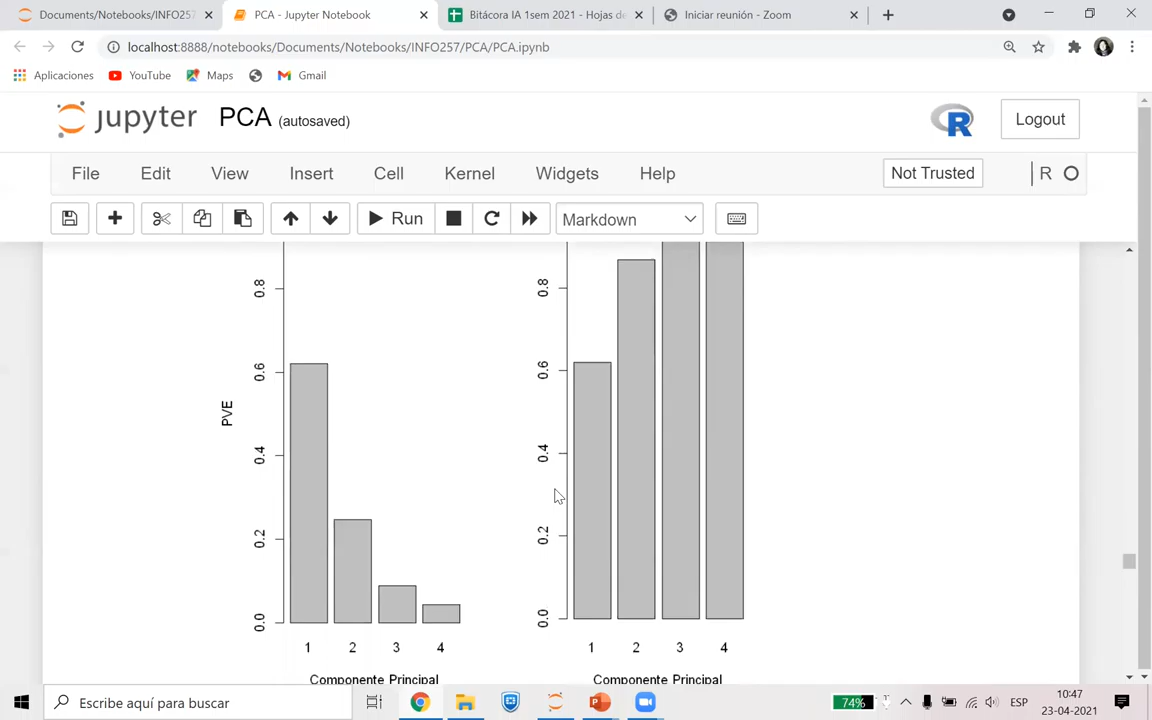 Documents/Notebooks/INFO257
PCA - Jupyter Notebook
Bitácora IA 1sem 2021 - Hojas de
Iniciar reunión - Zoom
localhost:8888/notebooks/Documents/Notebooks/INFO257/PCA/PCA.ipynb
Aplicaciones
YouTube
Maps
Gmail
jupyter
PCA (autosaved)
R
Logout
File
Edit
View
Insert
Cell
Kernel
Widgets
Help
Not Trusted
R
Run
Markdown
0.8
0.6
0.4
0.2
0.0
PVE
1 2 3 4
Componente Principal
0.8
0.6
0.4
0.2
0.0
1 2 3 4
Componente Principal
Escribe aquí para buscar
74%
ESP
10:47
23-04-2021